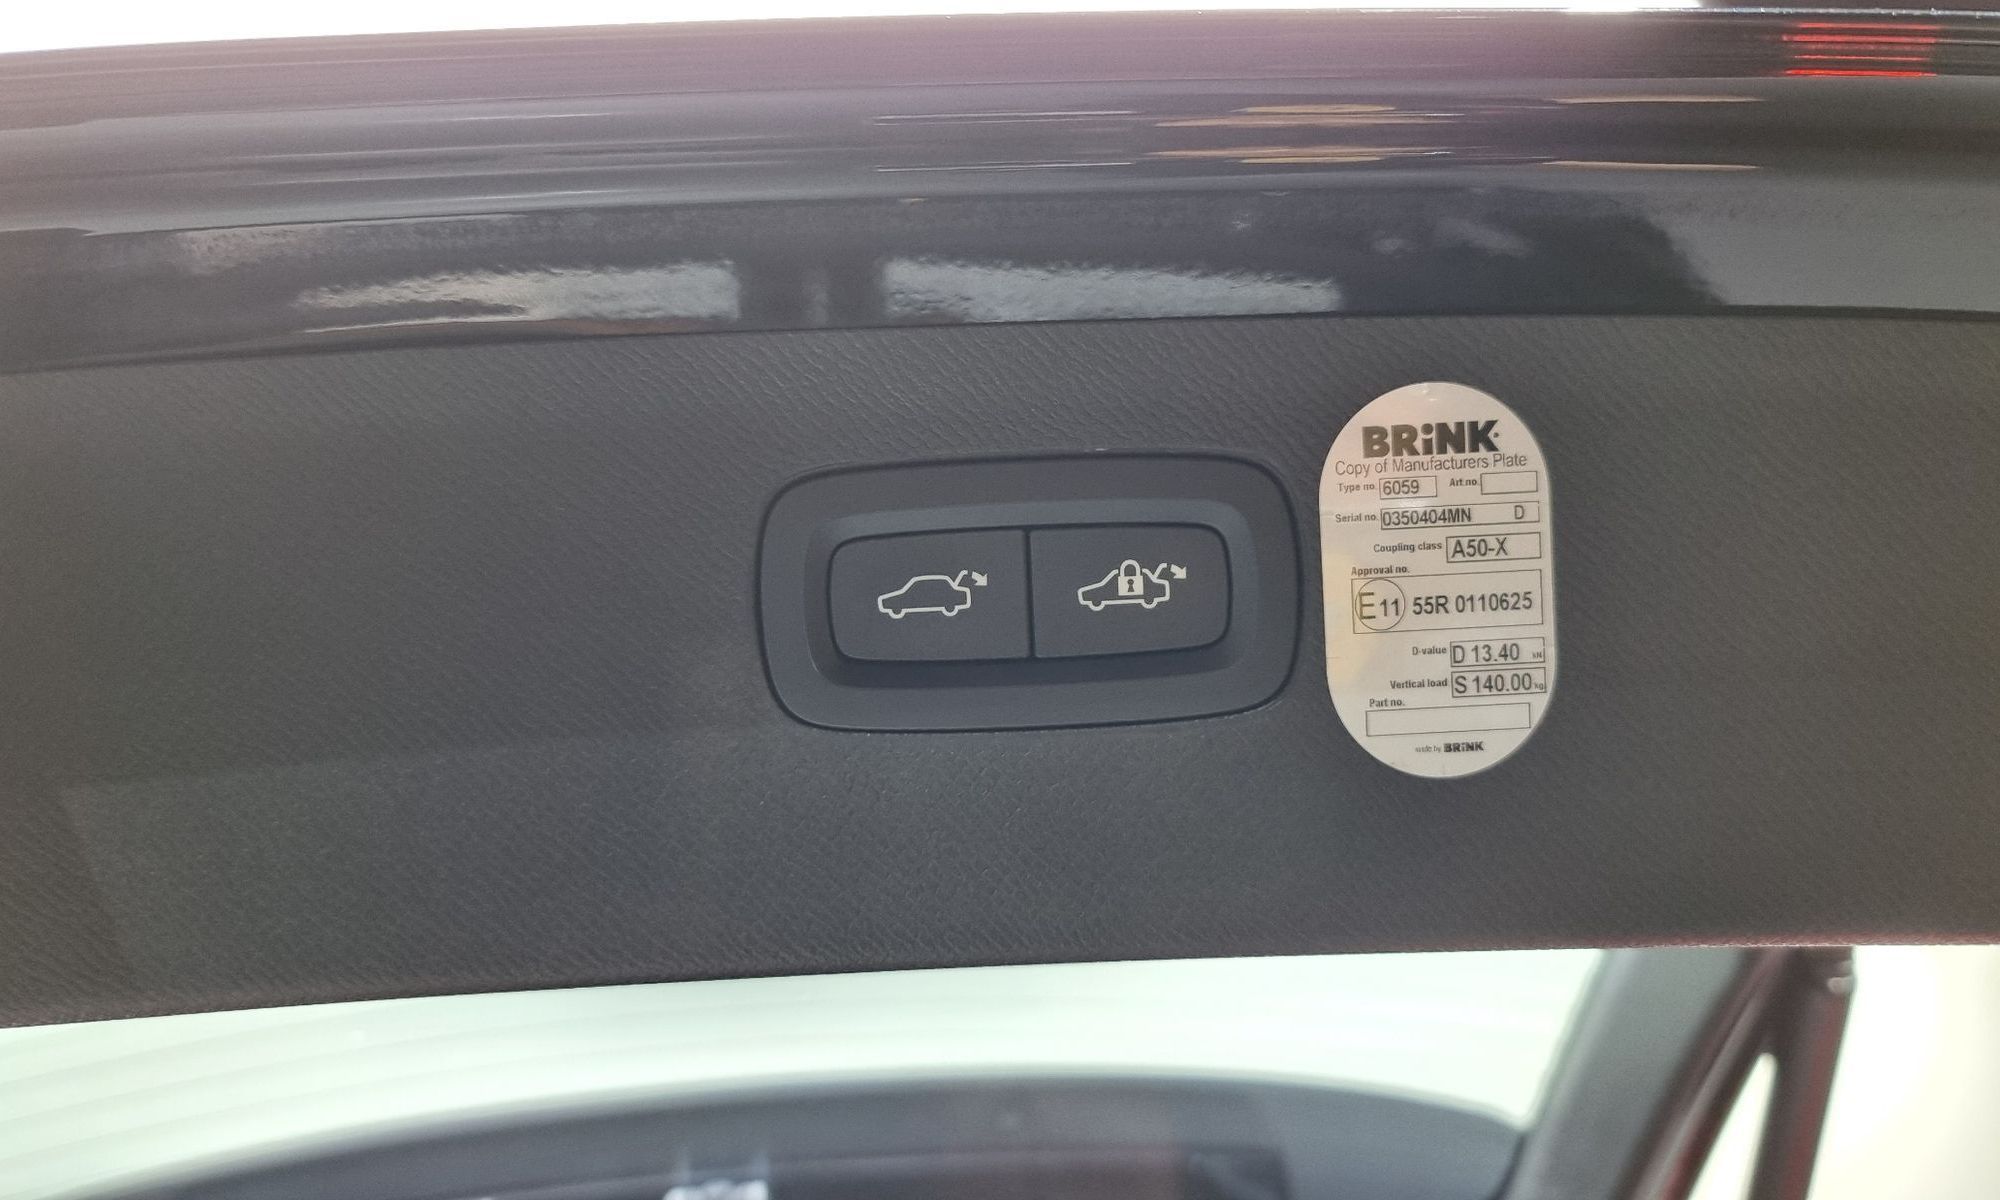 BRiNK
Copy of Manufacturers Plate
Type no. 6059 Art.no.
Serial no. 0350404MN D
Coupling class A50-X
Approval no.
E11 55R 0110625
D-value D 13.40 kN
Vertical load S 140.00 kg
Part no.
made by BRiNK